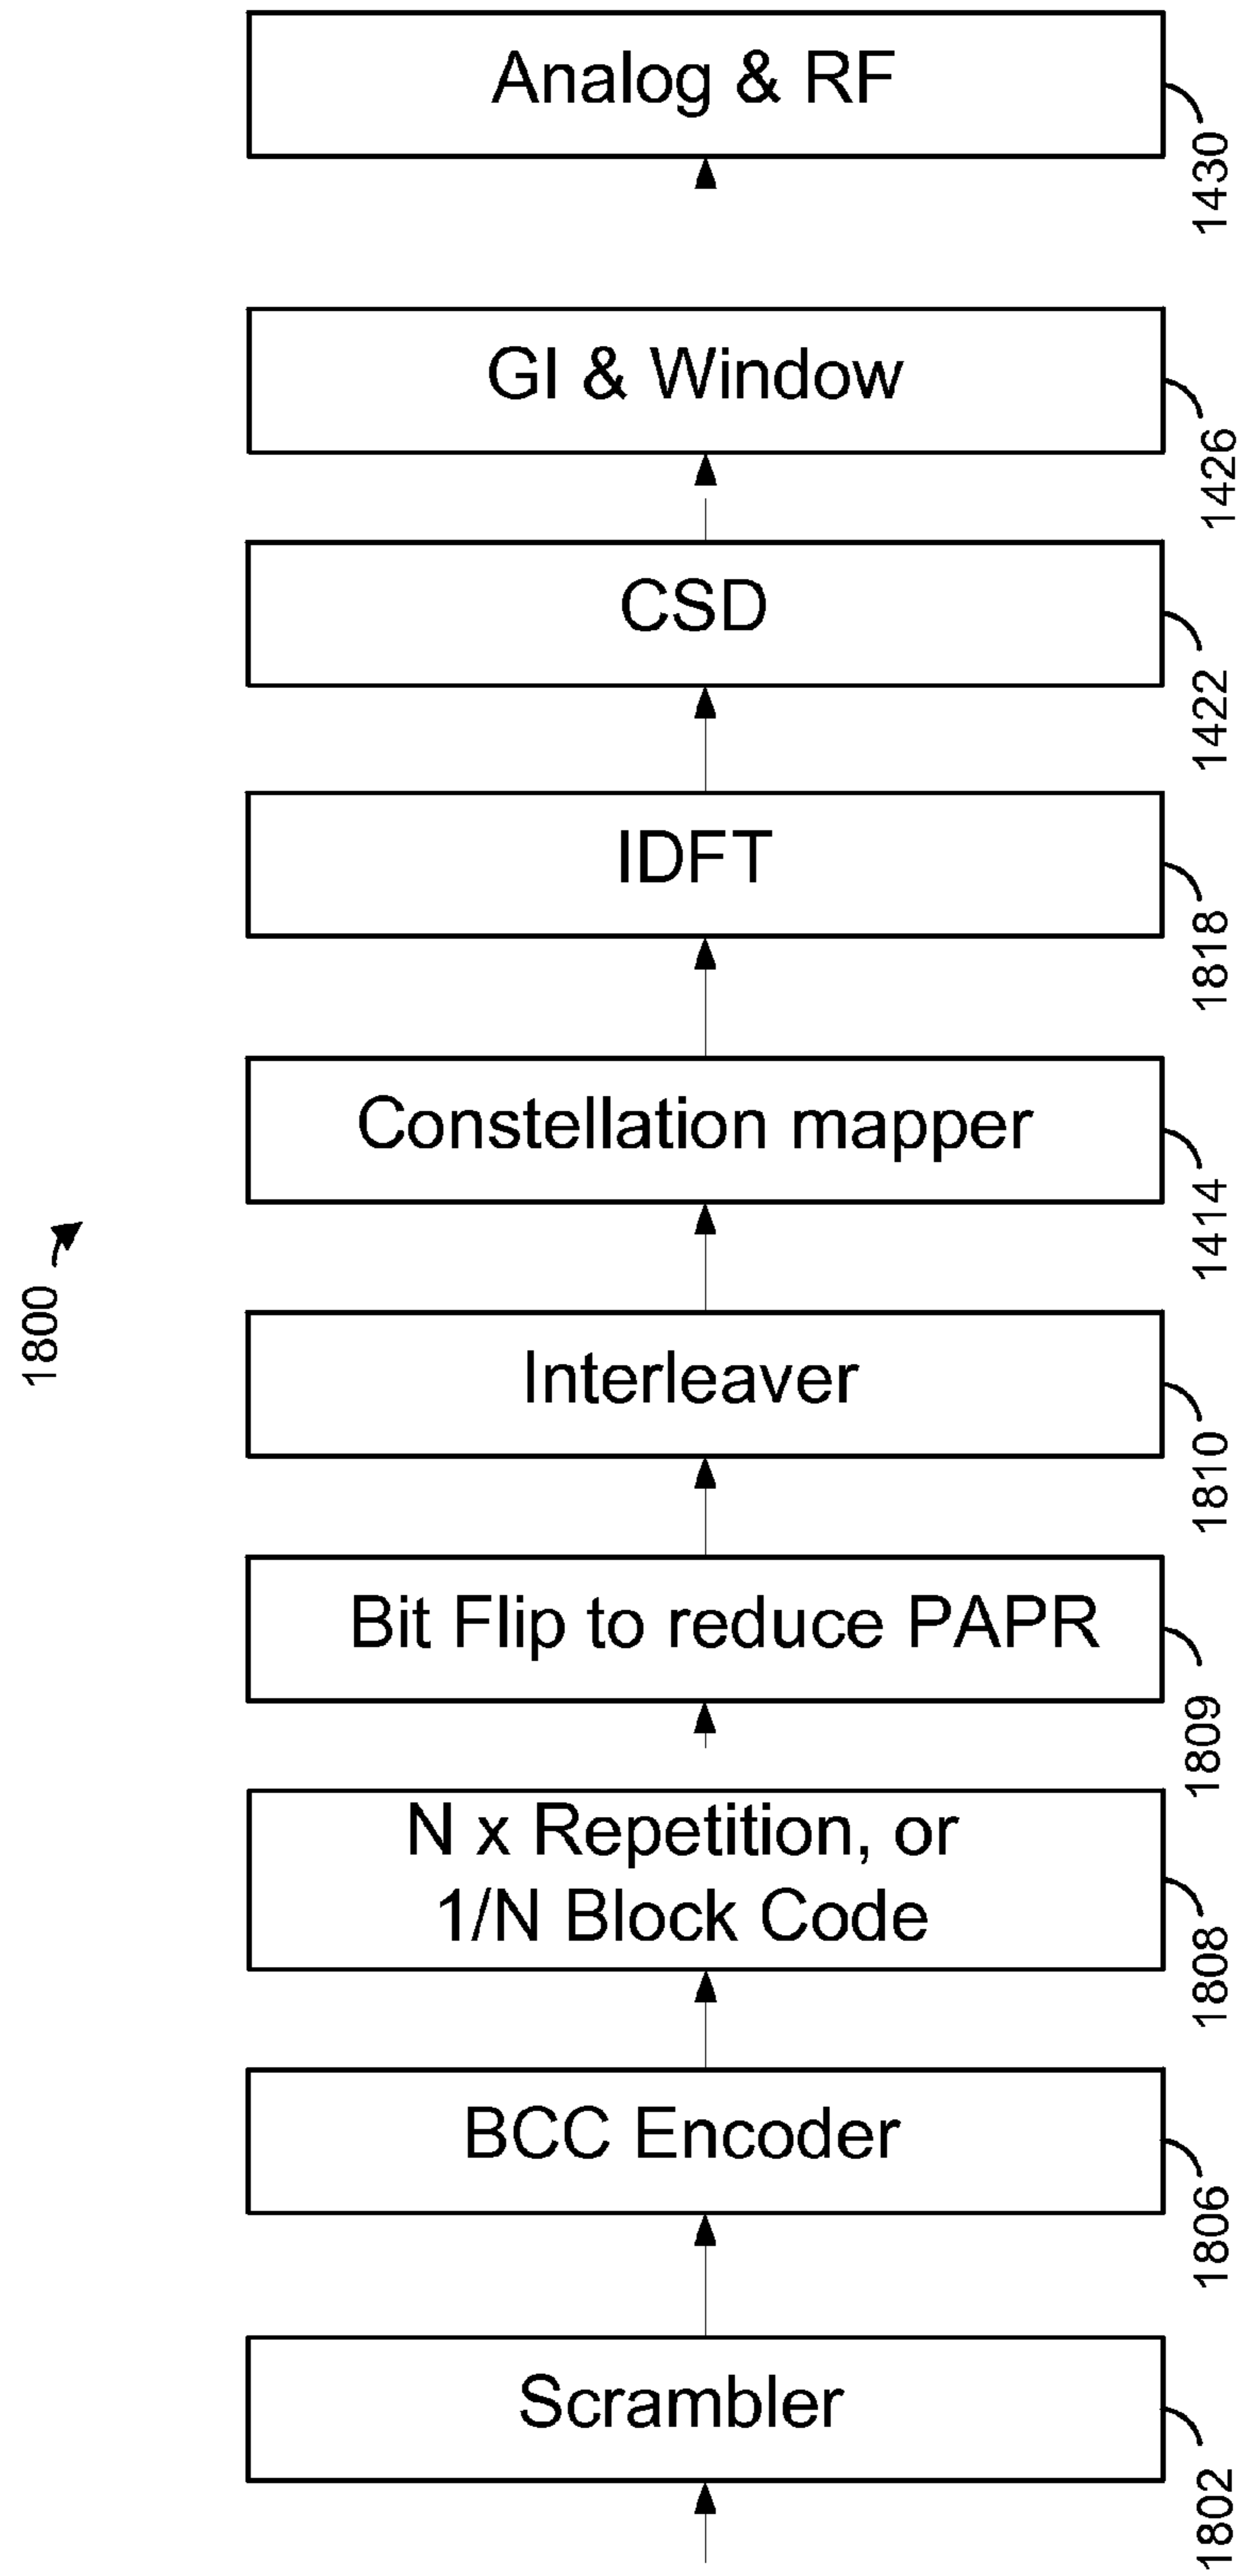 Analog & RF
1430
GI & Window
1426
CSD
1422
IDFT
1818
Constellation mapper
1414
1800
Interleaver
1810
Bit Flip to reduce PAPR
1809
N x Repetition, or
1/N Block Code
1808
BCC Encoder
1806
Scrambler
1802